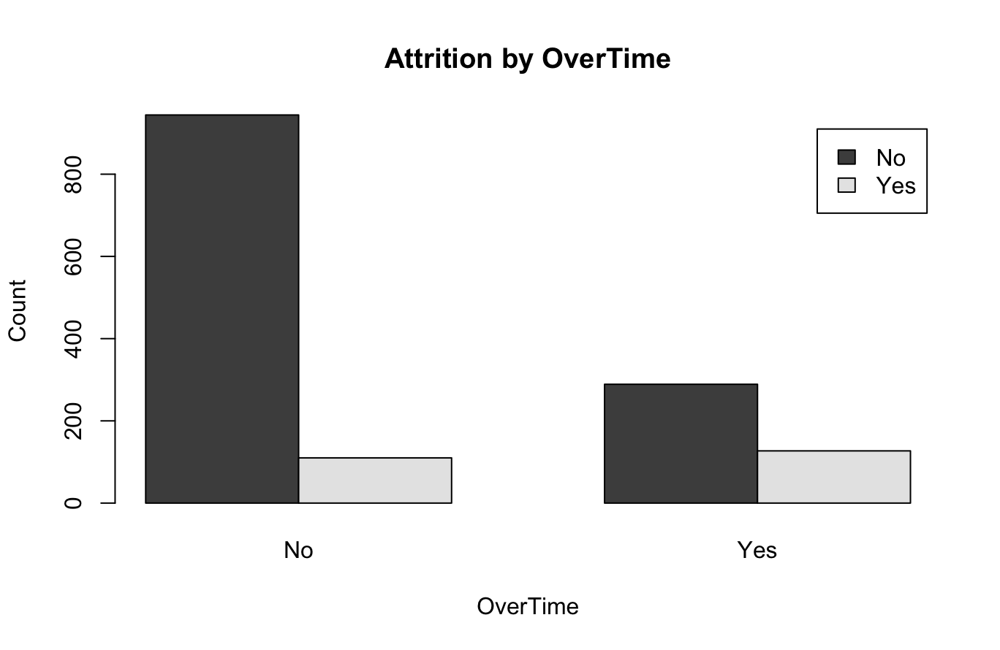 Attrition by OverTime
No
Yes
Count
800
600
400
200
0
No
Yes
OverTime